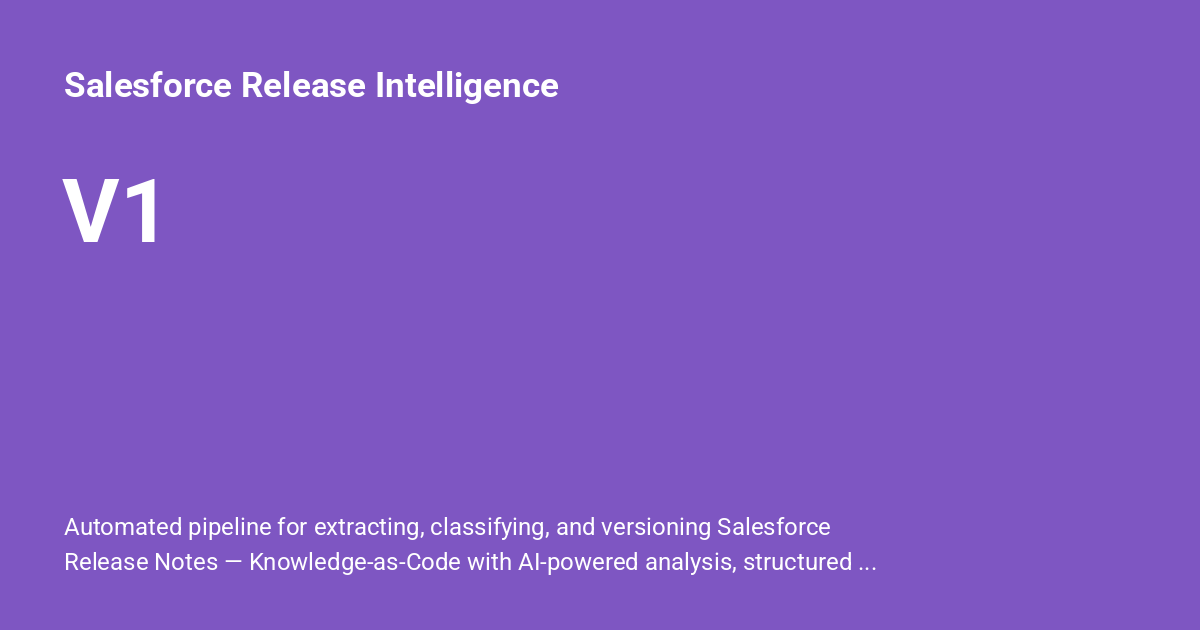 Salesforce Release Intelligence
V1
Automated pipeline for extracting, classifying, and versioning Salesforce
Release Notes — Knowledge-as-Code with AI-powered analysis, structured ...